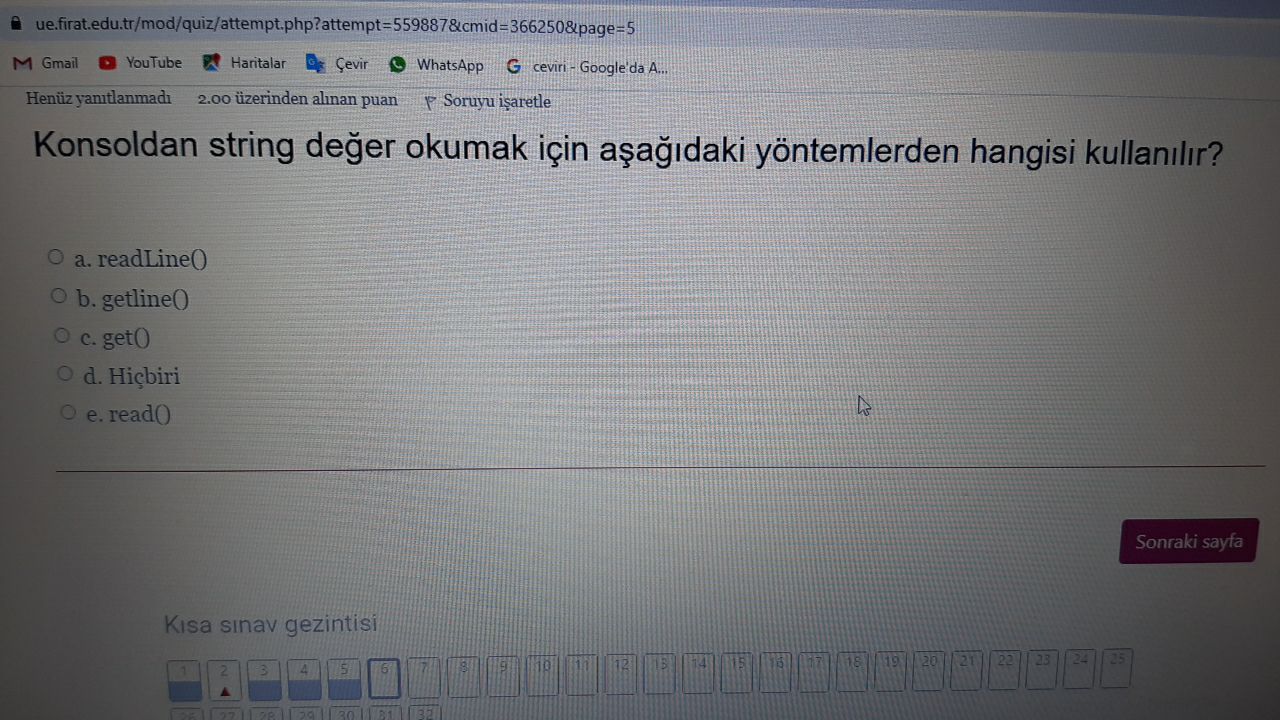 ue.firat.edu.tr/mod/quiz/attempt.php?attempt=559887&cmid=366250&page=5
Gmail YouTube Haritalar Çevir WhatsApp ceviri - Google'da A...
Henüz yanıtlanmadı 2.00 üzerinden alınan puan Soruyu işaretle
Konsoldan string değer okumak için aşağıdaki yöntemlerden hangisi kullanılır?
a. readLine()
b. getline()
c. get()
d. Hiçbiri
e. read()
Sonraki sayfa
Kısa sınav gezintisi
1 2 3 4 5 6 7 8 9 10 11 12 13 14 15 16 17 18 19 20 21 22 23 24 25
26 27 28 29 30 31 32